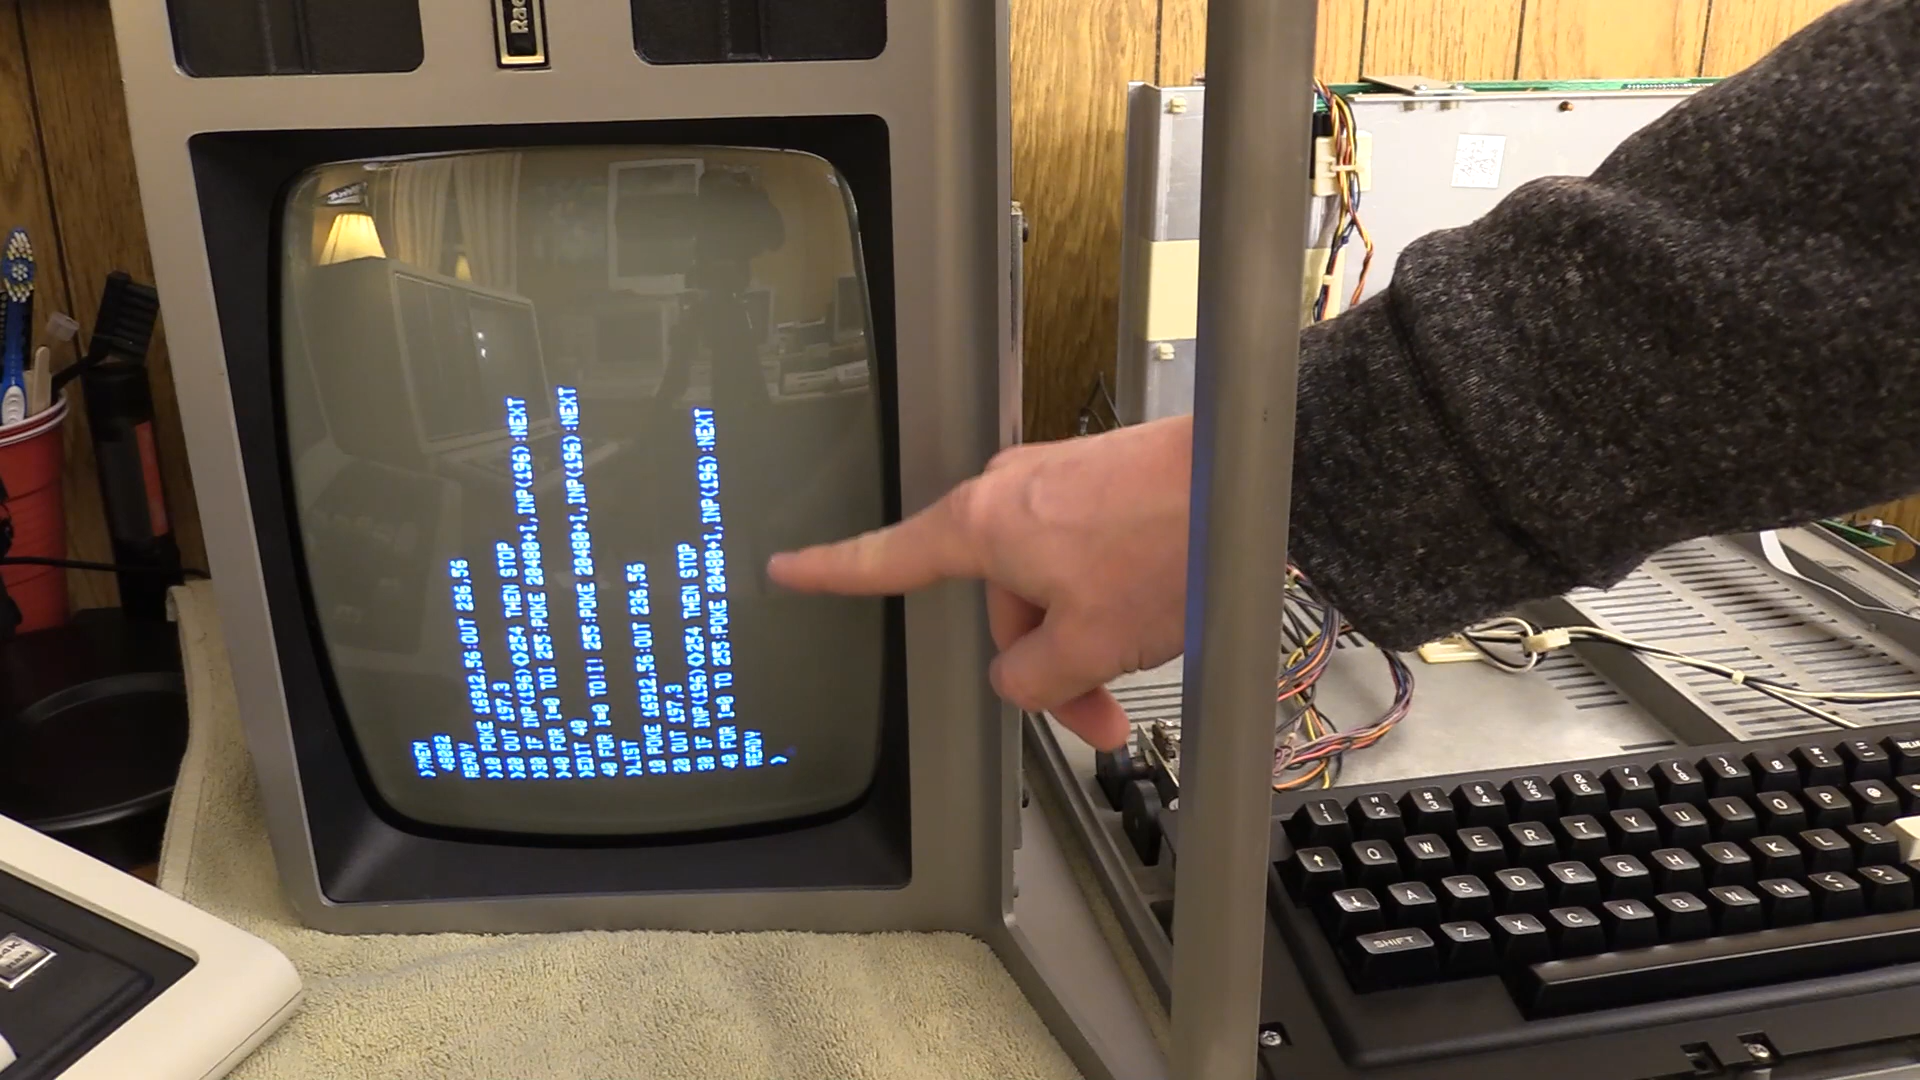 >?MEM
48082
READY
>10 POKE 16912,56:OUT 236,56
>20 OUT 197,3
>30 IF INP(196)<>254 THEN STOP
>40 FOR I=0 TO1 255:POKE 20480+I,INP(196):NEXT
>EDIT 40
40 FOR I=0 TO!1! 255:POKE 20480+I,INP(196):NEXT
>LIST
10 POKE 16912,56:OUT 236,56
20 OUT 197,3
30 IF INP(196)<>254 THEN STOP
40 FOR I=0 TO 255:POKE 20480+I,INP(196):NEXT
READY
>
Q W E R T Y U I O P @
A S D F G H J K L
SHIFT Z X C V B N M